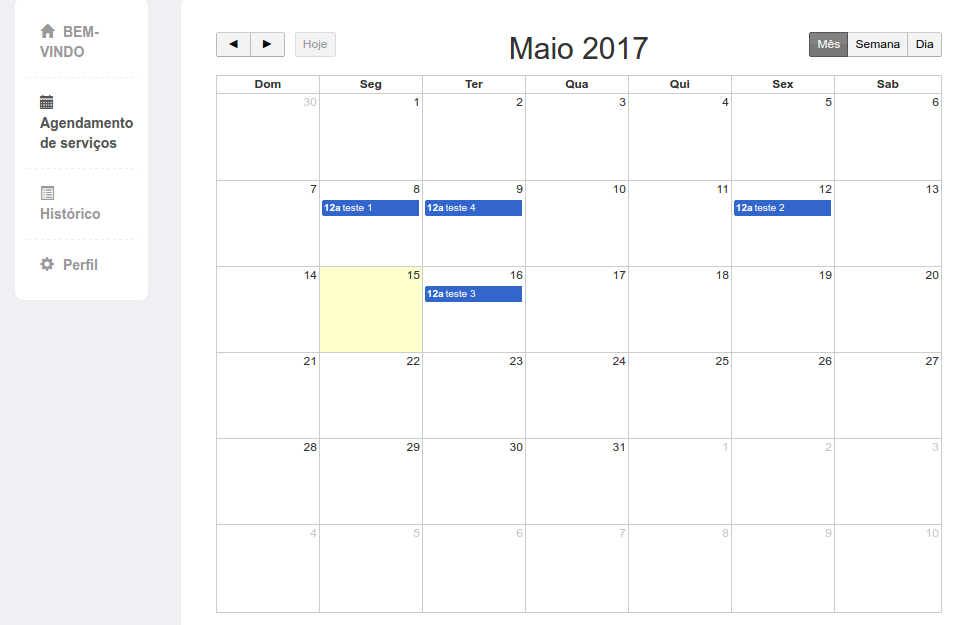 BEM-
VINDO
Agendamento
de serviços
Histórico
Perfil
◄ ► Hoje
Maio 2017
Mês Semana Dia
Dom Seg Ter Qua Qui Sex Sab
30 1 2 3 4 5 6
7 8 9 10 11 12 13
12a teste 1 12a teste 4 12a teste 2
14 15 16 17 18 19 20
12a teste 3
21 22 23 24 25 26 27
28 29 30 31 1 2 3
4 5 6 7 8 9 10